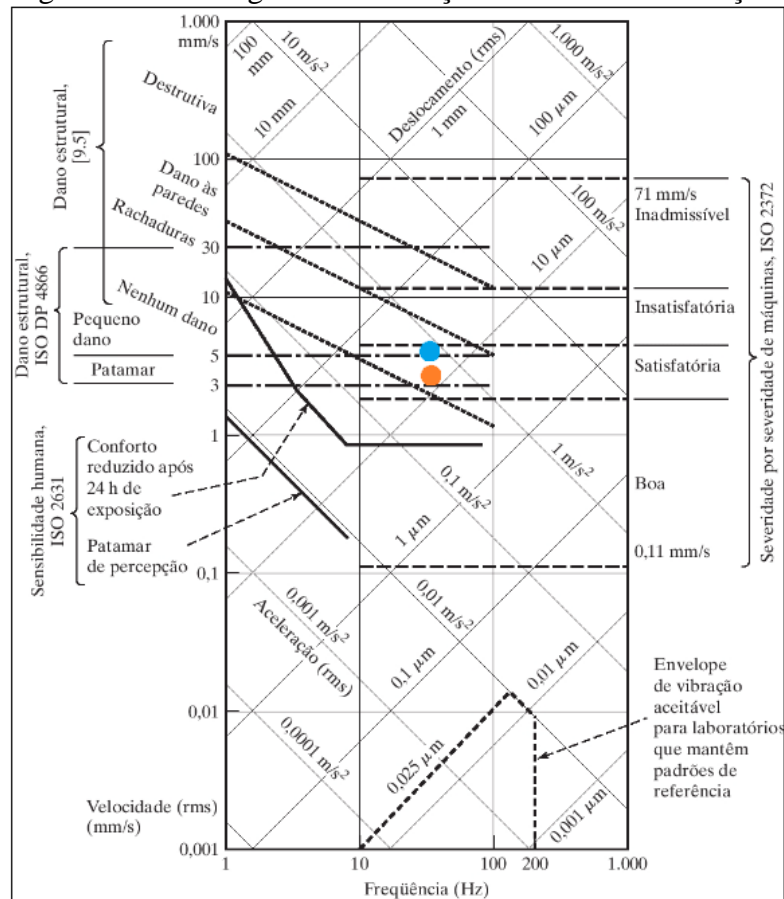 1.000
mm/s
100
30
10
5
3
1
0,1
0,01
0,001
Velocidade (rms)
(mm/s)
1
10
100
200
1.000
Freqüência (Hz)
Dano estrutural,
[9.5]
Destrutiva
Dano às
paredes
Rachaduras
Nenhum dano
Dano estrutural,
ISO DP 4866
Pequeno
dano
Patamar
Sensibilidade humana,
ISO 2631
Conforto
reduzido após
24 h de
exposição
Patamar
de percepção
100
mm
10 m/s²
10 mm
Deslocamento (rms)
1 mm
1.000 m/s²
100 μm
100 m/s²
10 μm
1 m/s²
0,1 m/s²
1 μm
0,01 m/s²
0,001 m/s²
Aceleração (rms)
0,1 μm
0,01 μm
0,0001 m/s²
0,025 μm
0,001 μm
71 mm/s
Inadmissível
Insatisfatória
Satisfatória
Boa
0,11 mm/s
Severidade por severidade de máquinas, ISO 2372
Envelope
de vibração
aceitável
para laboratórios
que mantêm
padrões de
referência